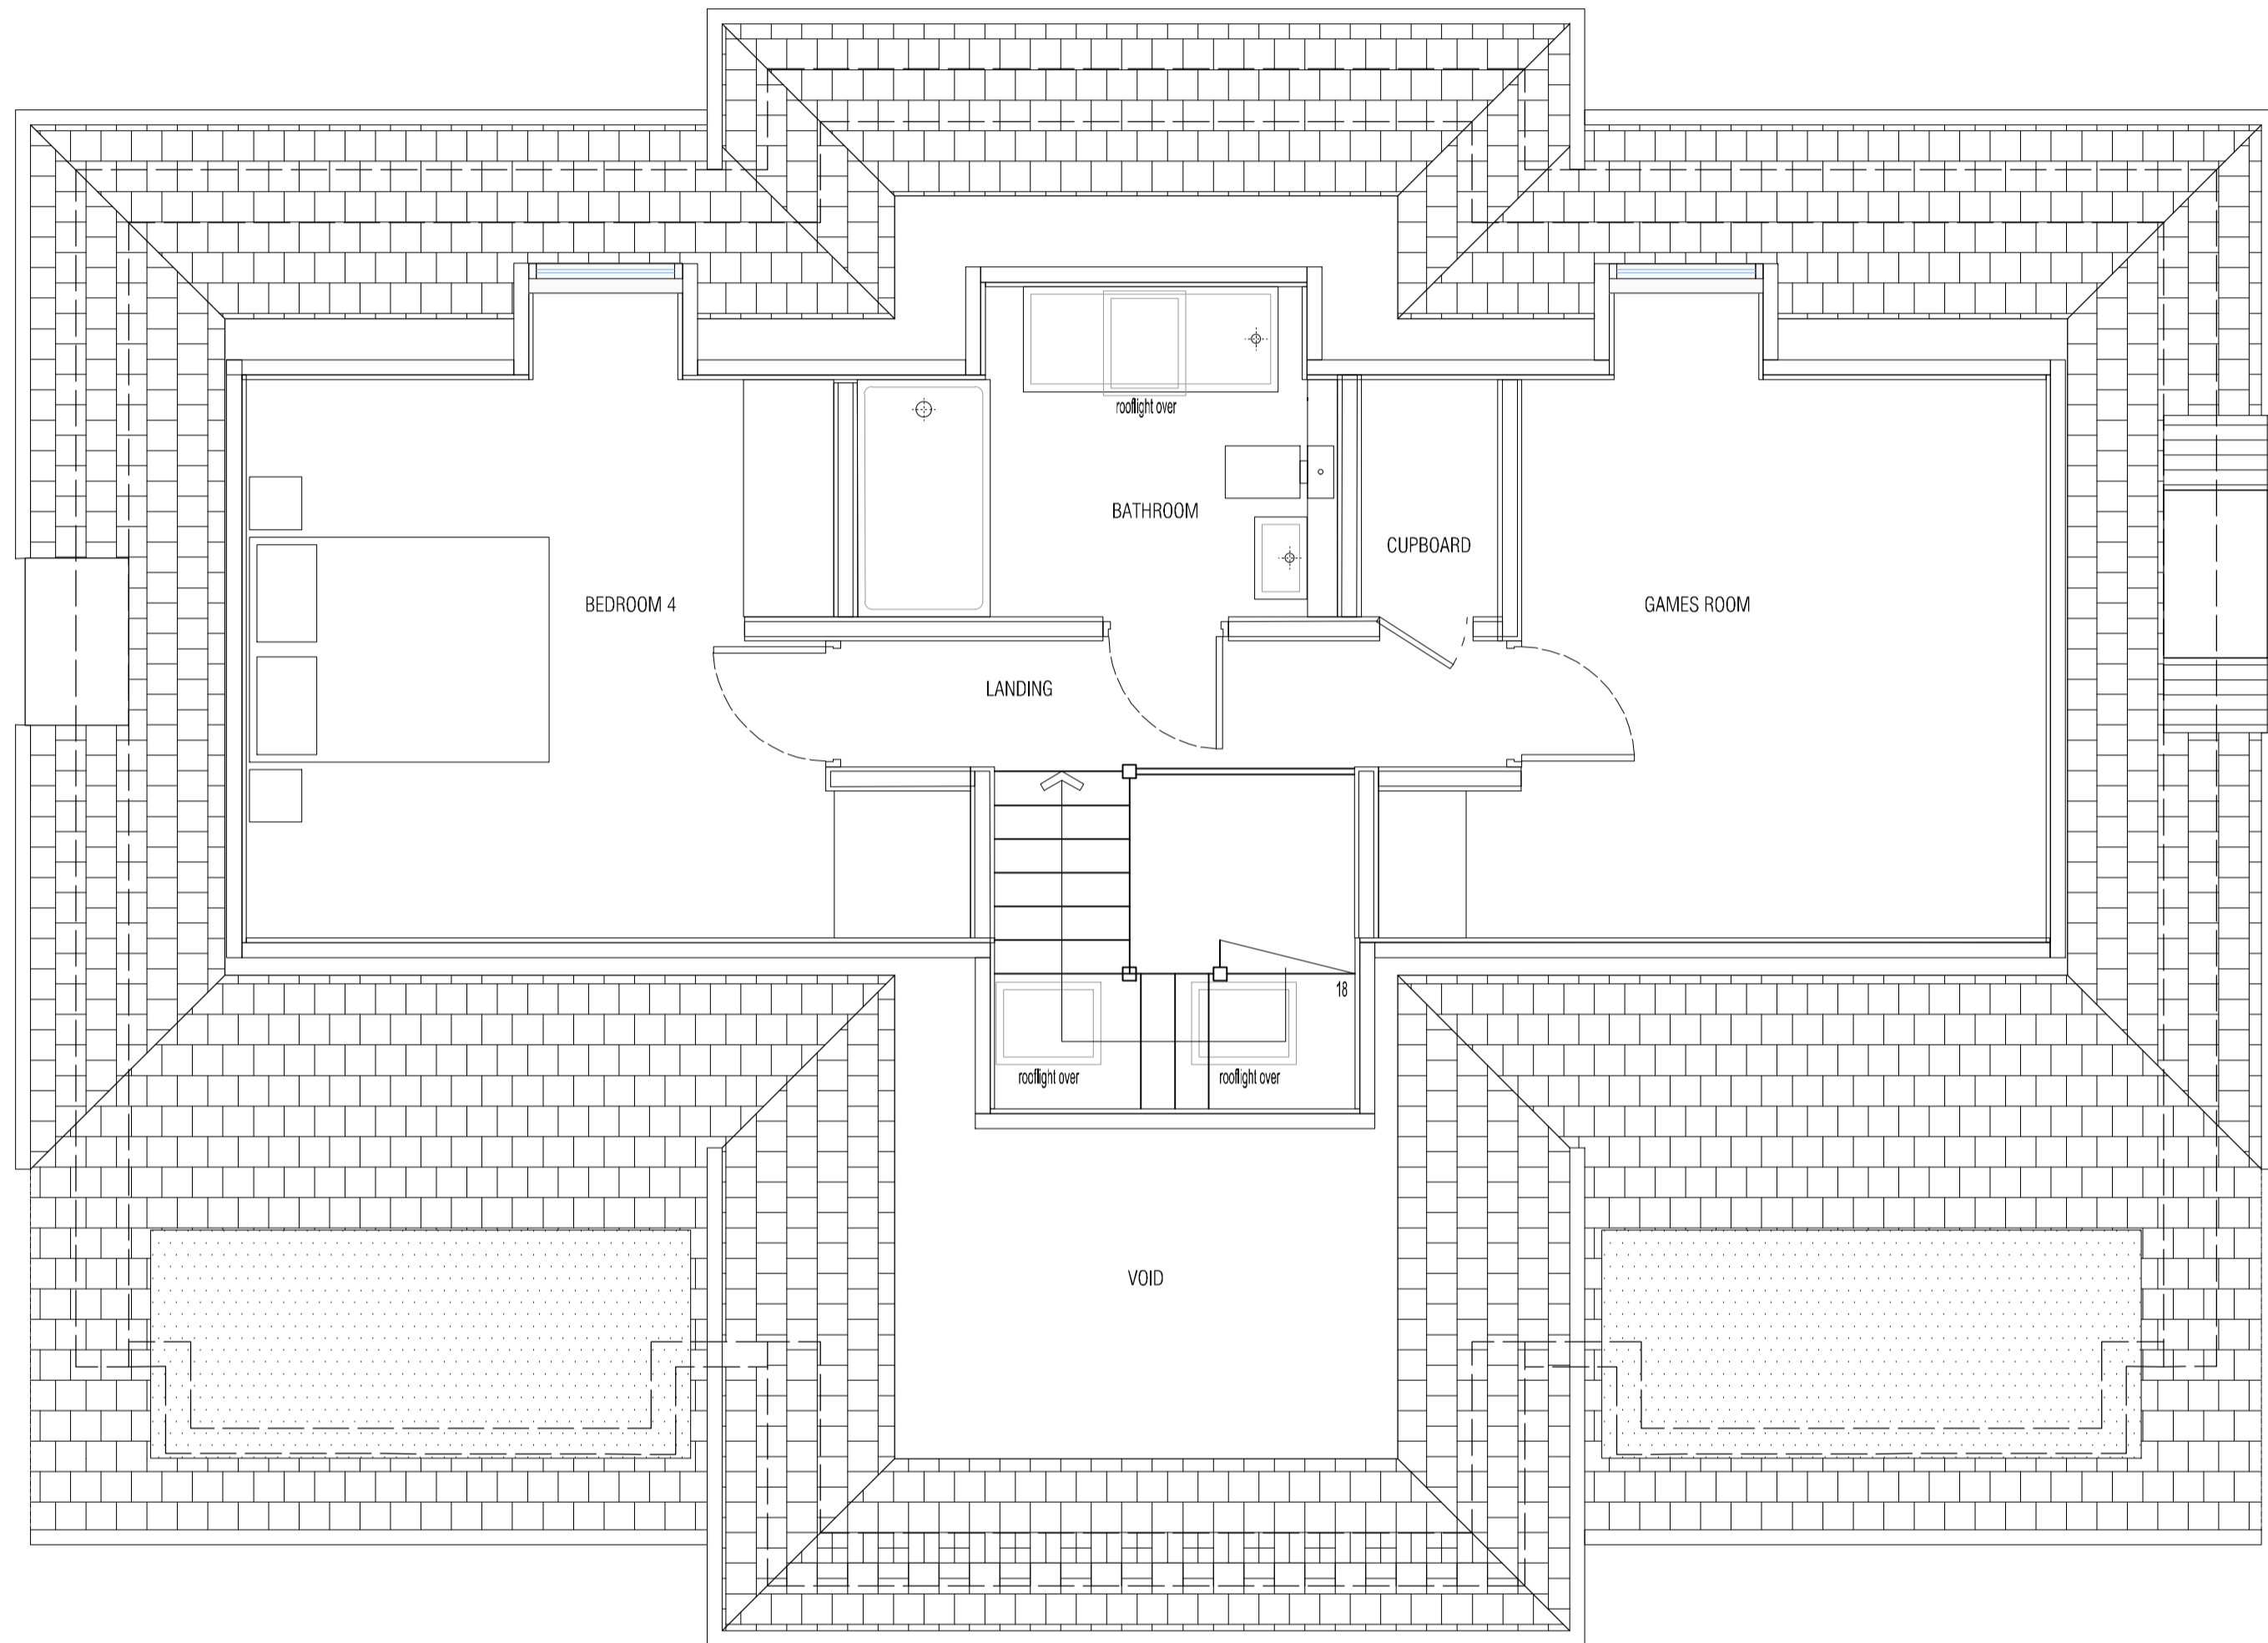 rooflight over
BATHROOM
CUPBOARD
BEDROOM 4
GAMES ROOM
LANDING
18
rooflight over
rooflight over
VOID